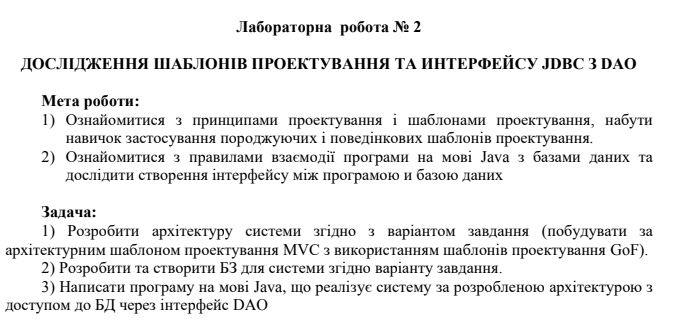 Лабораторна робота № 2
ДОСЛІДЖЕННЯ ШАБЛОНІВ ПРОЕКТУВАННЯ ТА ИНТЕРФЕЙСУ JDBC З DAO
Мета роботи:
1) Ознайомитися з принципами проектування і шаблонами проектування, набути
навичок застосування породжуючих і поведінкових шаблонів проектування.
2) Ознайомитися з правилами взаємодії програми на мові Java з базами даних та
дослідити створення інтерфейсу між програмою и базою даних
Задача:
1) Розробити архітектуру системи згідно з варіантом завдання (побудувати за
архітектурним шаблоном проектування MVC з використанням шаблонів проектування GoF).
2) Розробити та створити БЗ для системи згідно варіанту завдання.
3) Написати програму на мові Java, що реалізує систему за розробленою архітектурою з
доступом до БД через інтерфейс DAO